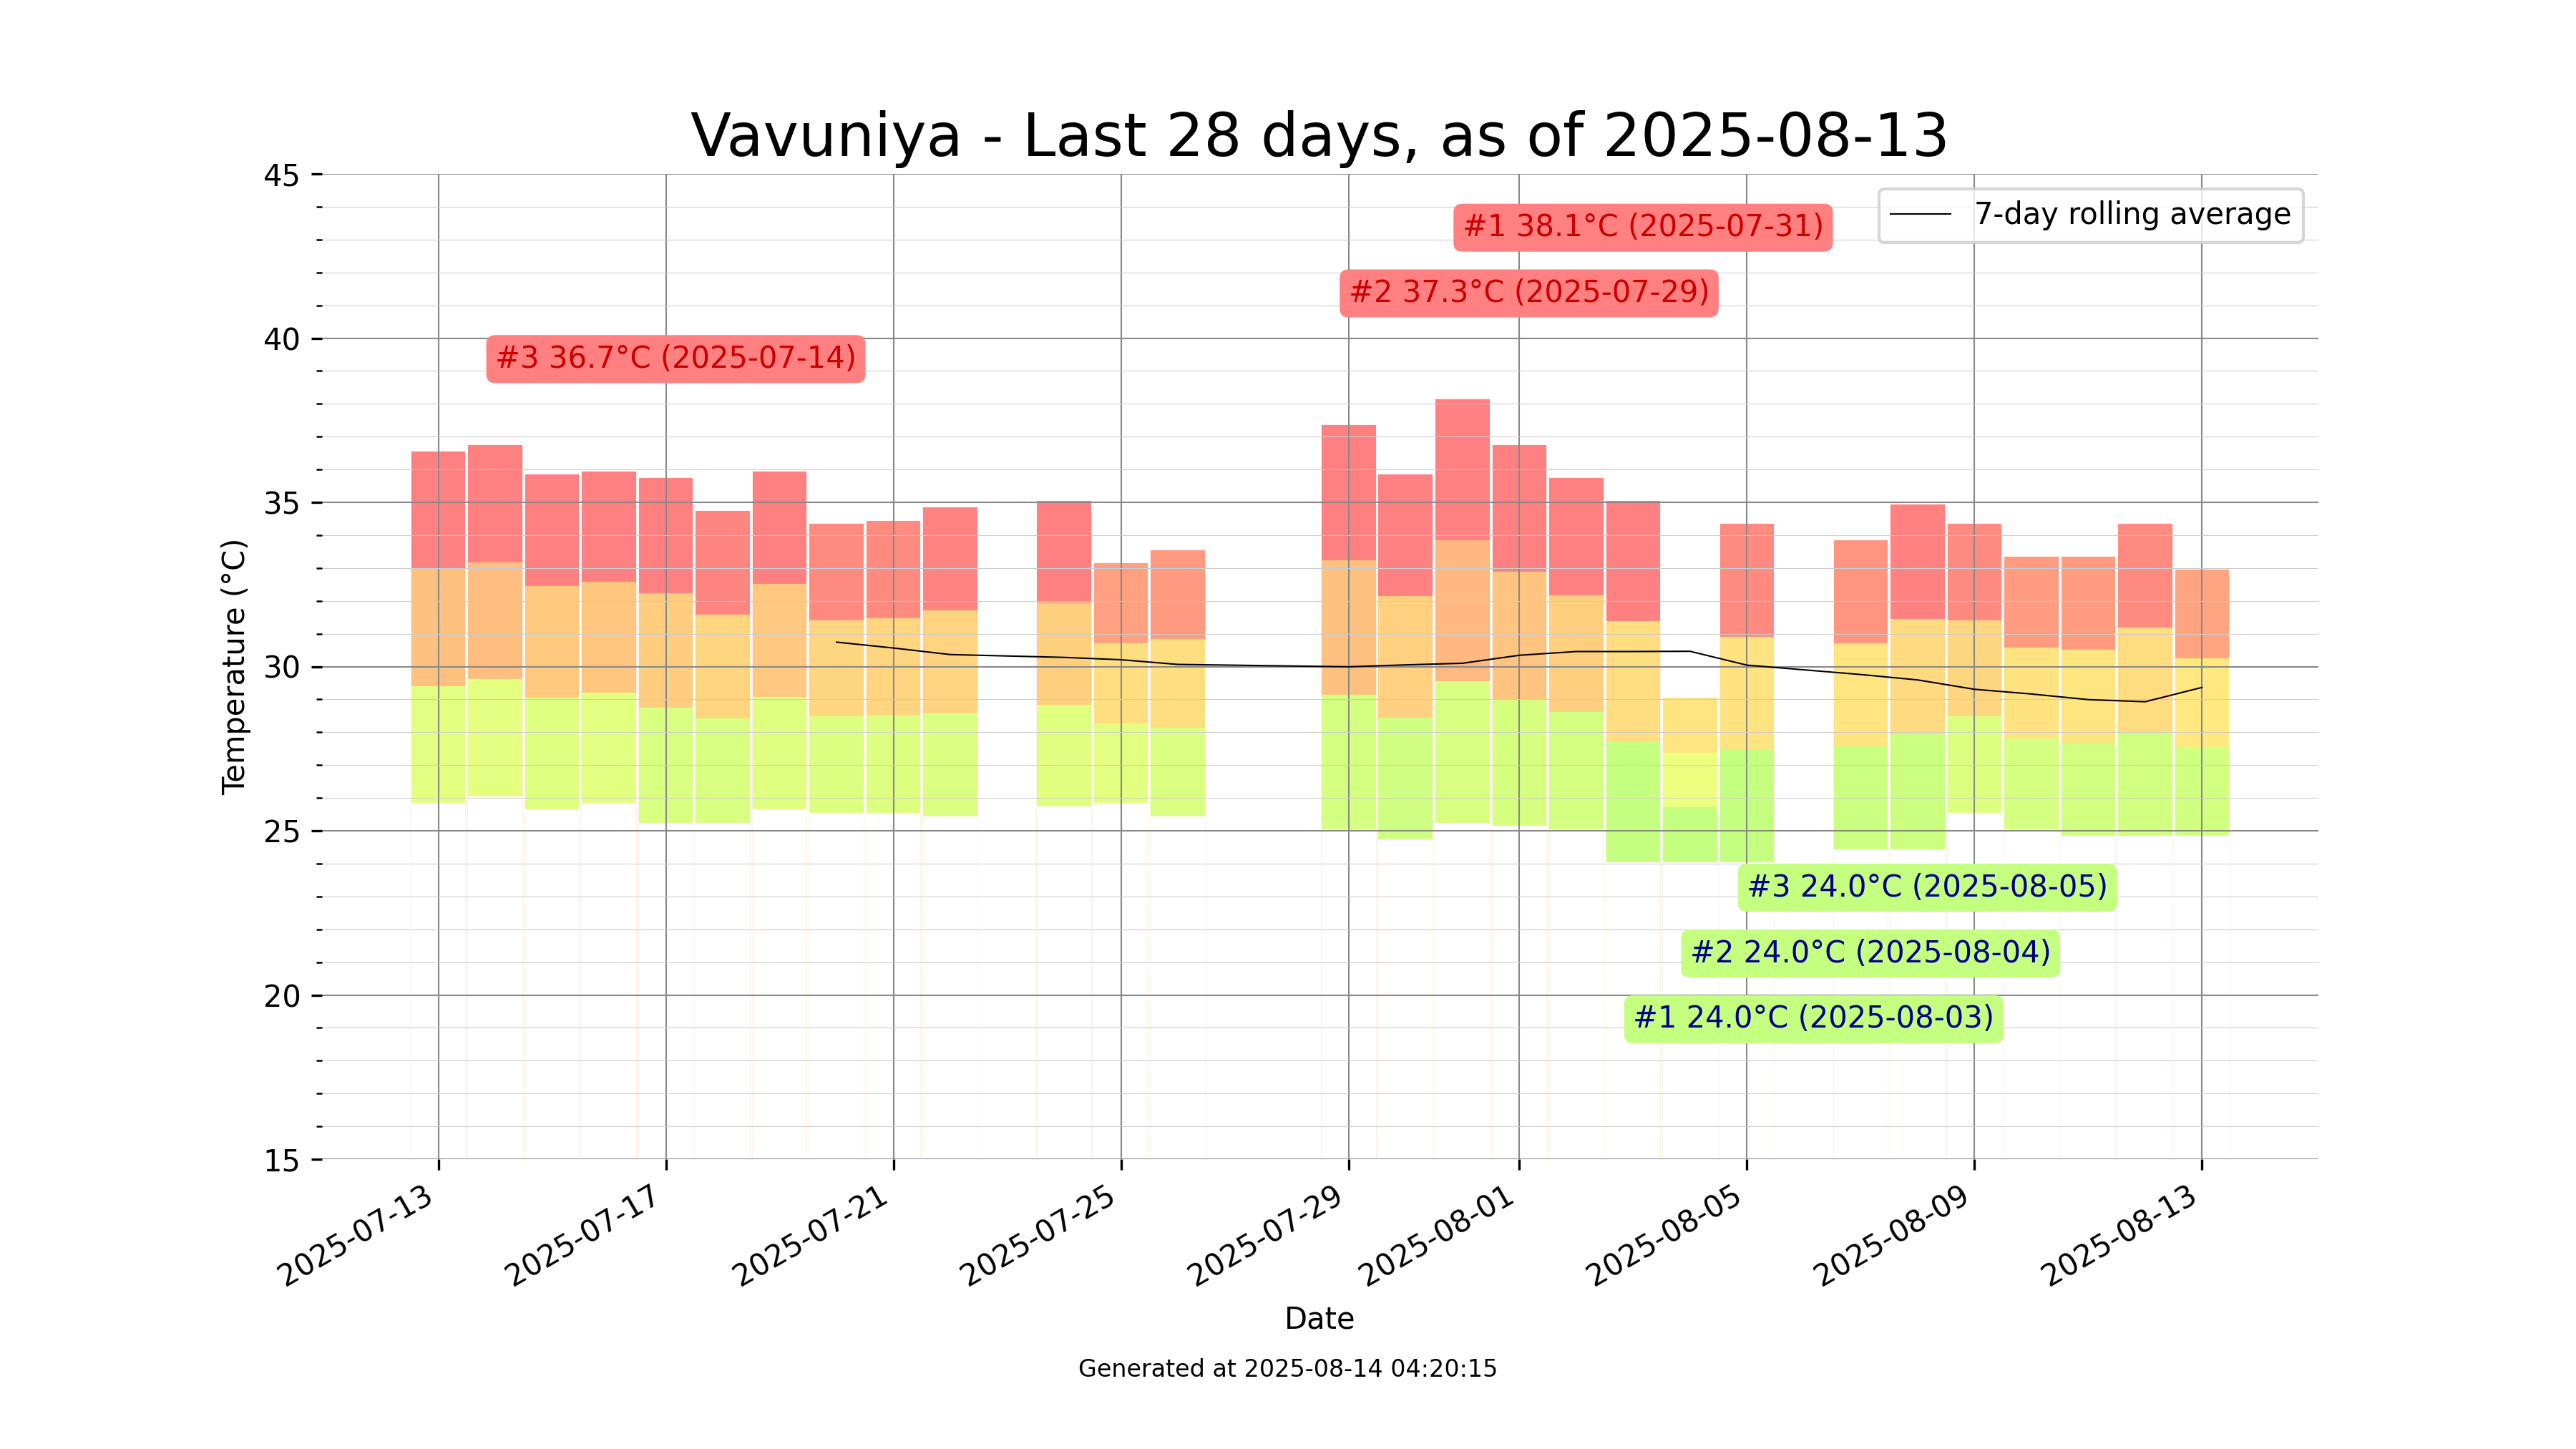 Vavuniya - Last 28 days, as of 2025-08-13
45
7-day rolling average
#1 38.1°C (2025-07-31)
#2 37.3°C (2025-07-29)
40
#3 36.7°C (2025-07-14)
35
30
Temperature (°C)
25
#3 24.0°C (2025-08-05)
#2 24.0°C (2025-08-04)
20
#1 24.0°C (2025-08-03)
15
2025-07-13
2025-07-17
2025-07-21
2025-07-25
2025-07-29
2025-08-01
2025-08-05
2025-08-09
2025-08-13
Date
Generated at 2025-08-14 04:20:15